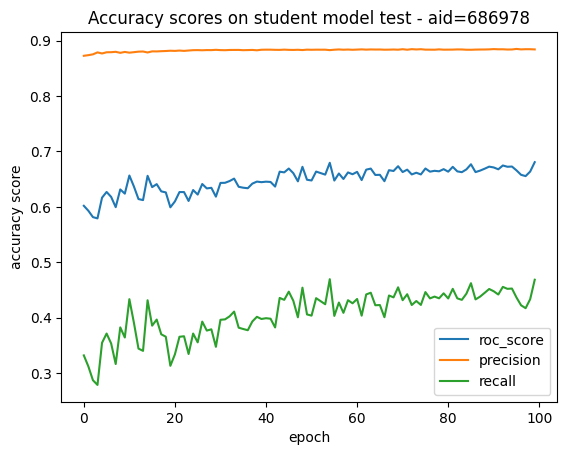 Accuracy scores on student model test - aid=686978
accuracy score
0.9
0.8
0.7
0.6
0.5
0.4
0.3
0
20
40
60
80
100
epoch
roc_score
precision
recall